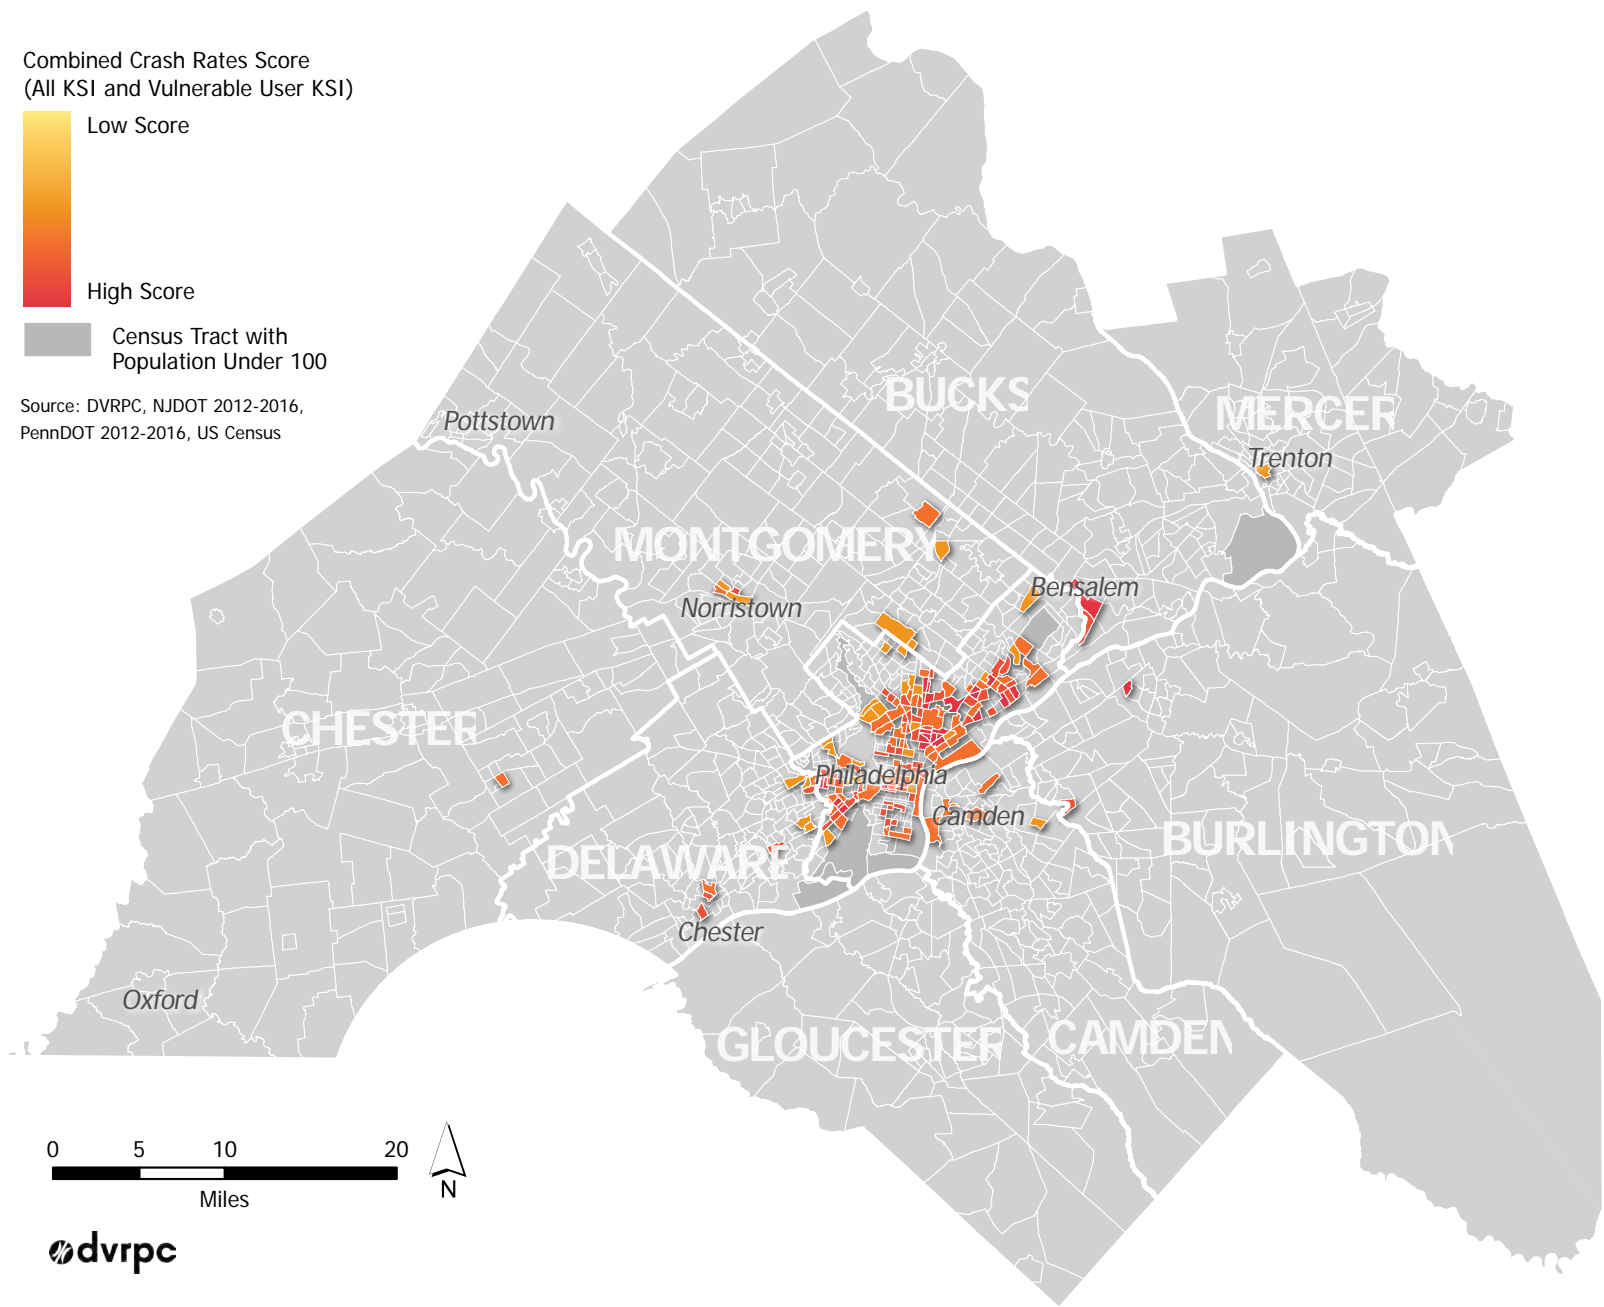 Combined Crash Rates Score
(All KSI and Vulnerable User KSI)
Low Score
High Score
Census Tract with
Population Under 100
Source: DVRPC, NJDOT 2012-2016,
PennDOT 2012-2016, US Census
BUCKS
MERCER
Pottstown
Trenton
MONTGOMERY
Bensalem
Norristown
CHESTER
Philadelphia
Camden
BURLINGTON
DELAWARE
Chester
Oxford
GLOUCESTER
CAMDEN
0 5 10 20
Miles
N
dvrpc